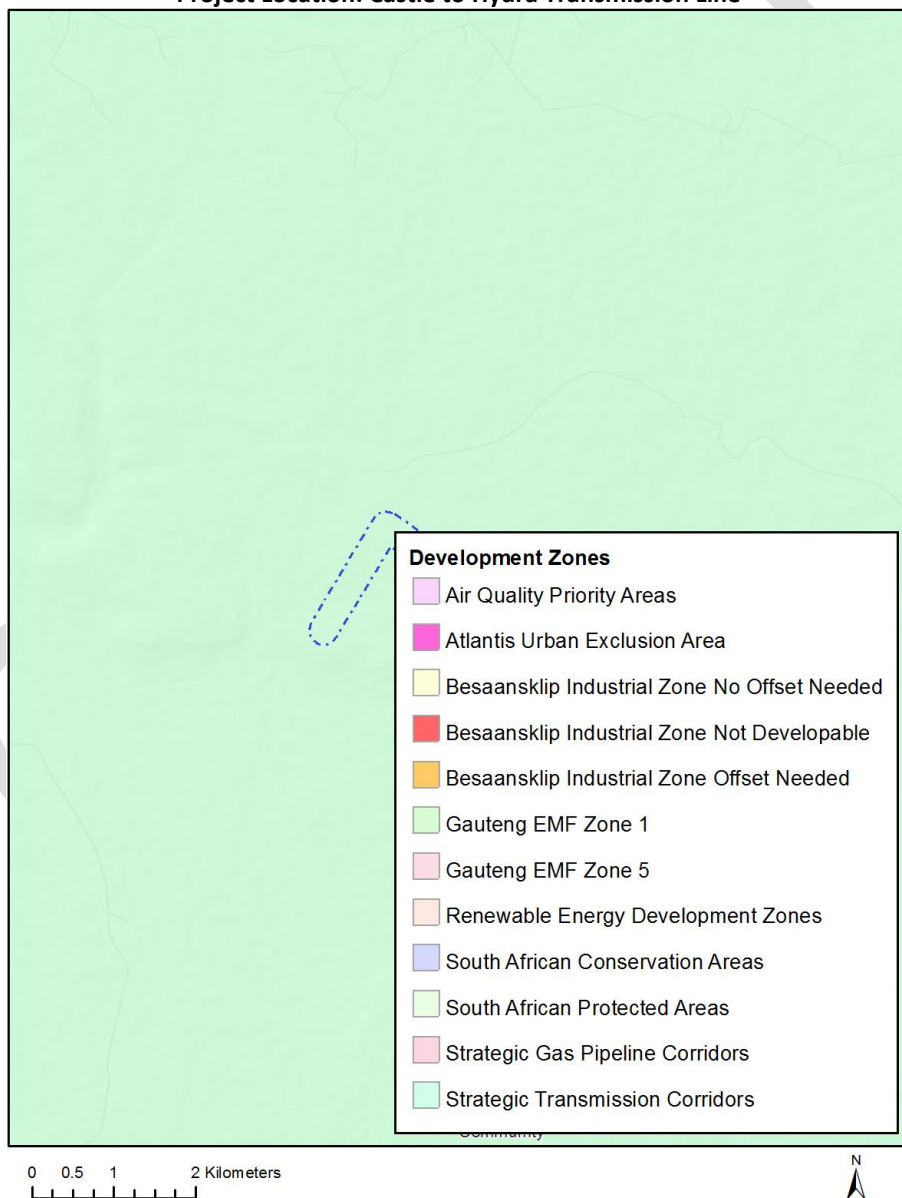 Project Location: Castle to Hydra Transmission Line
Development Zones
Air Quality Priority Areas
Atlantis Urban Exclusion Area
Besaansklip Industrial Zone No Offset Needed
Besaansklip Industrial Zone Not Developable
Besaansklip Industrial Zone Offset Needed
Gauteng EMF Zone 1
Gauteng EMF Zone 5
Renewable Energy Development Zones
South African Conservation Areas
South African Protected Areas
Strategic Gas Pipeline Corridors
Strategic Transmission Corridors
Community
0 0.5 1 2 Kilometers
N